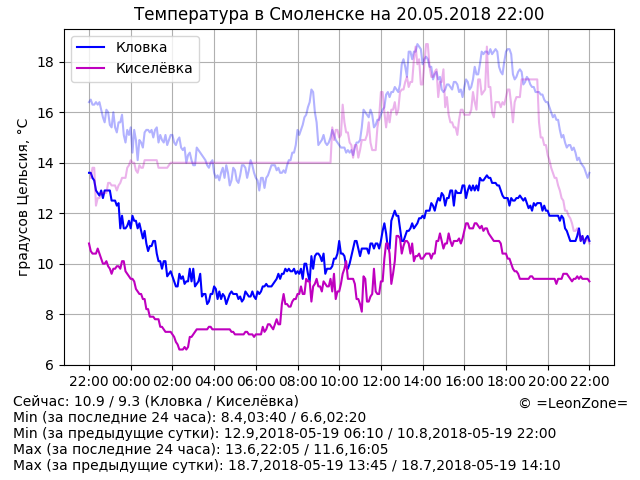 Температура в Смоленске на 20.05.2018 22:00
Кловка
Киселёвка
градусов Цельсия, °C
18
16
14
12
10
8
6
22:00 00:00 02:00 04:00 06:00 08:00 10:00 12:00 14:00 16:00 18:00 20:00 22:00
Сейчас: 10.9 / 9.3 (Кловка / Киселёвка)
© =LeonZone=
Min (за последние 24 часа): 8.4,03:40 / 6.6,02:20
Min (за предыдущие сутки): 12.9,2018-05-19 06:10 / 10.8,2018-05-19 22:00
Max (за последние 24 часа): 13.6,22:05 / 11.6,16:05
Max (за предыдущие сутки): 18.7,2018-05-19 13:45 / 18.7,2018-05-19 14:10